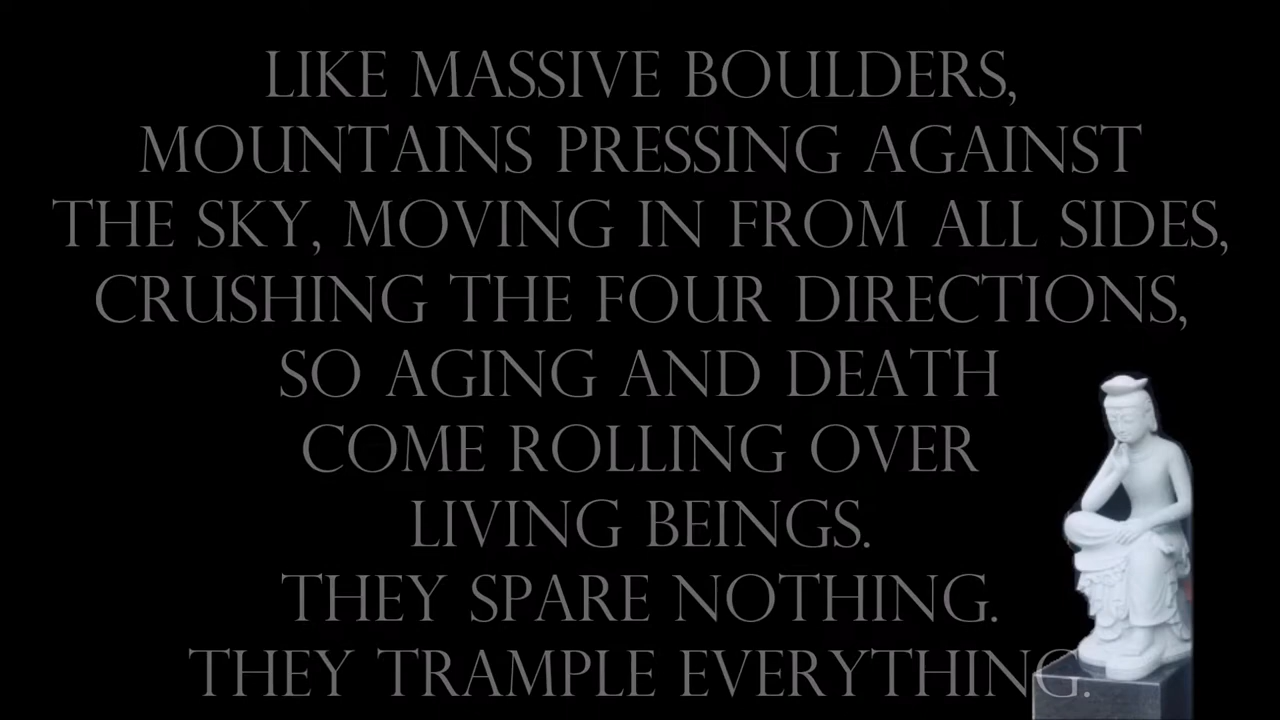 LIKE MASSIVE BOULDERS,
MOUNTAINS PRESSING AGAINST
THE SKY, MOVING IN FROM ALL SIDES,
CRUSHING THE FOUR DIRECTIONS,
SO AGING AND DEATH
COME ROLLING OVER
LIVING BEINGS.
THEY SPARE NOTHING.
THEY TRAMPLE EVERYTHING.